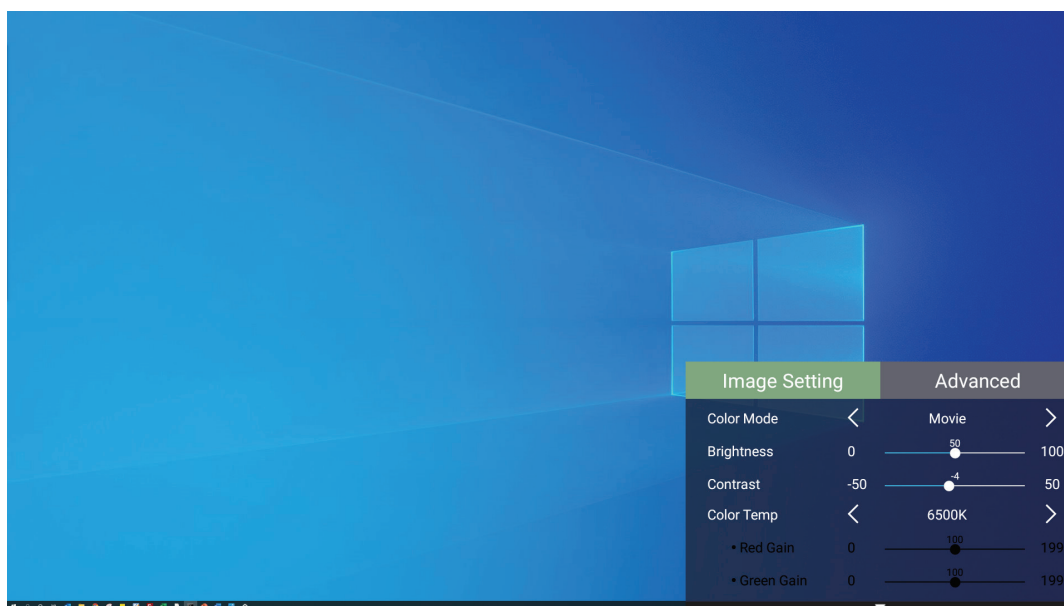 Image Setting Advanced
Color Mode Movie
Brightness 0 50 100
Contrast -50 -4 50
Color Temp 6500K
• Red Gain 0 100 199
• Green Gain 0 100 199